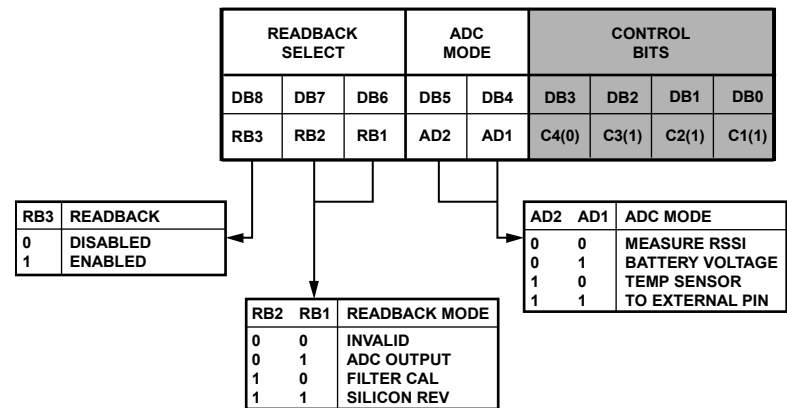 READBACK SELECT ADC MODE CONTROL BITS
DB8 DB7 DB6 DB5 DB4 DB3 DB2 DB1 DB0
RB3 RB2 RB1 AD2 AD1 C4(0) C3(1) C2(1) C1(1)
RB3 READBACK
0 DISABLED
1 ENABLED
RB2 RB1 READBACK MODE
0 0 INVALID
0 1 ADC OUTPUT
1 0 FILTER CAL
1 1 SILICON REV
AD2 AD1 ADC MODE
0 0 MEASURE RSSI
0 1 BATTERY VOLTAGE
1 0 TEMP SENSOR
1 1 TO EXTERNAL PIN